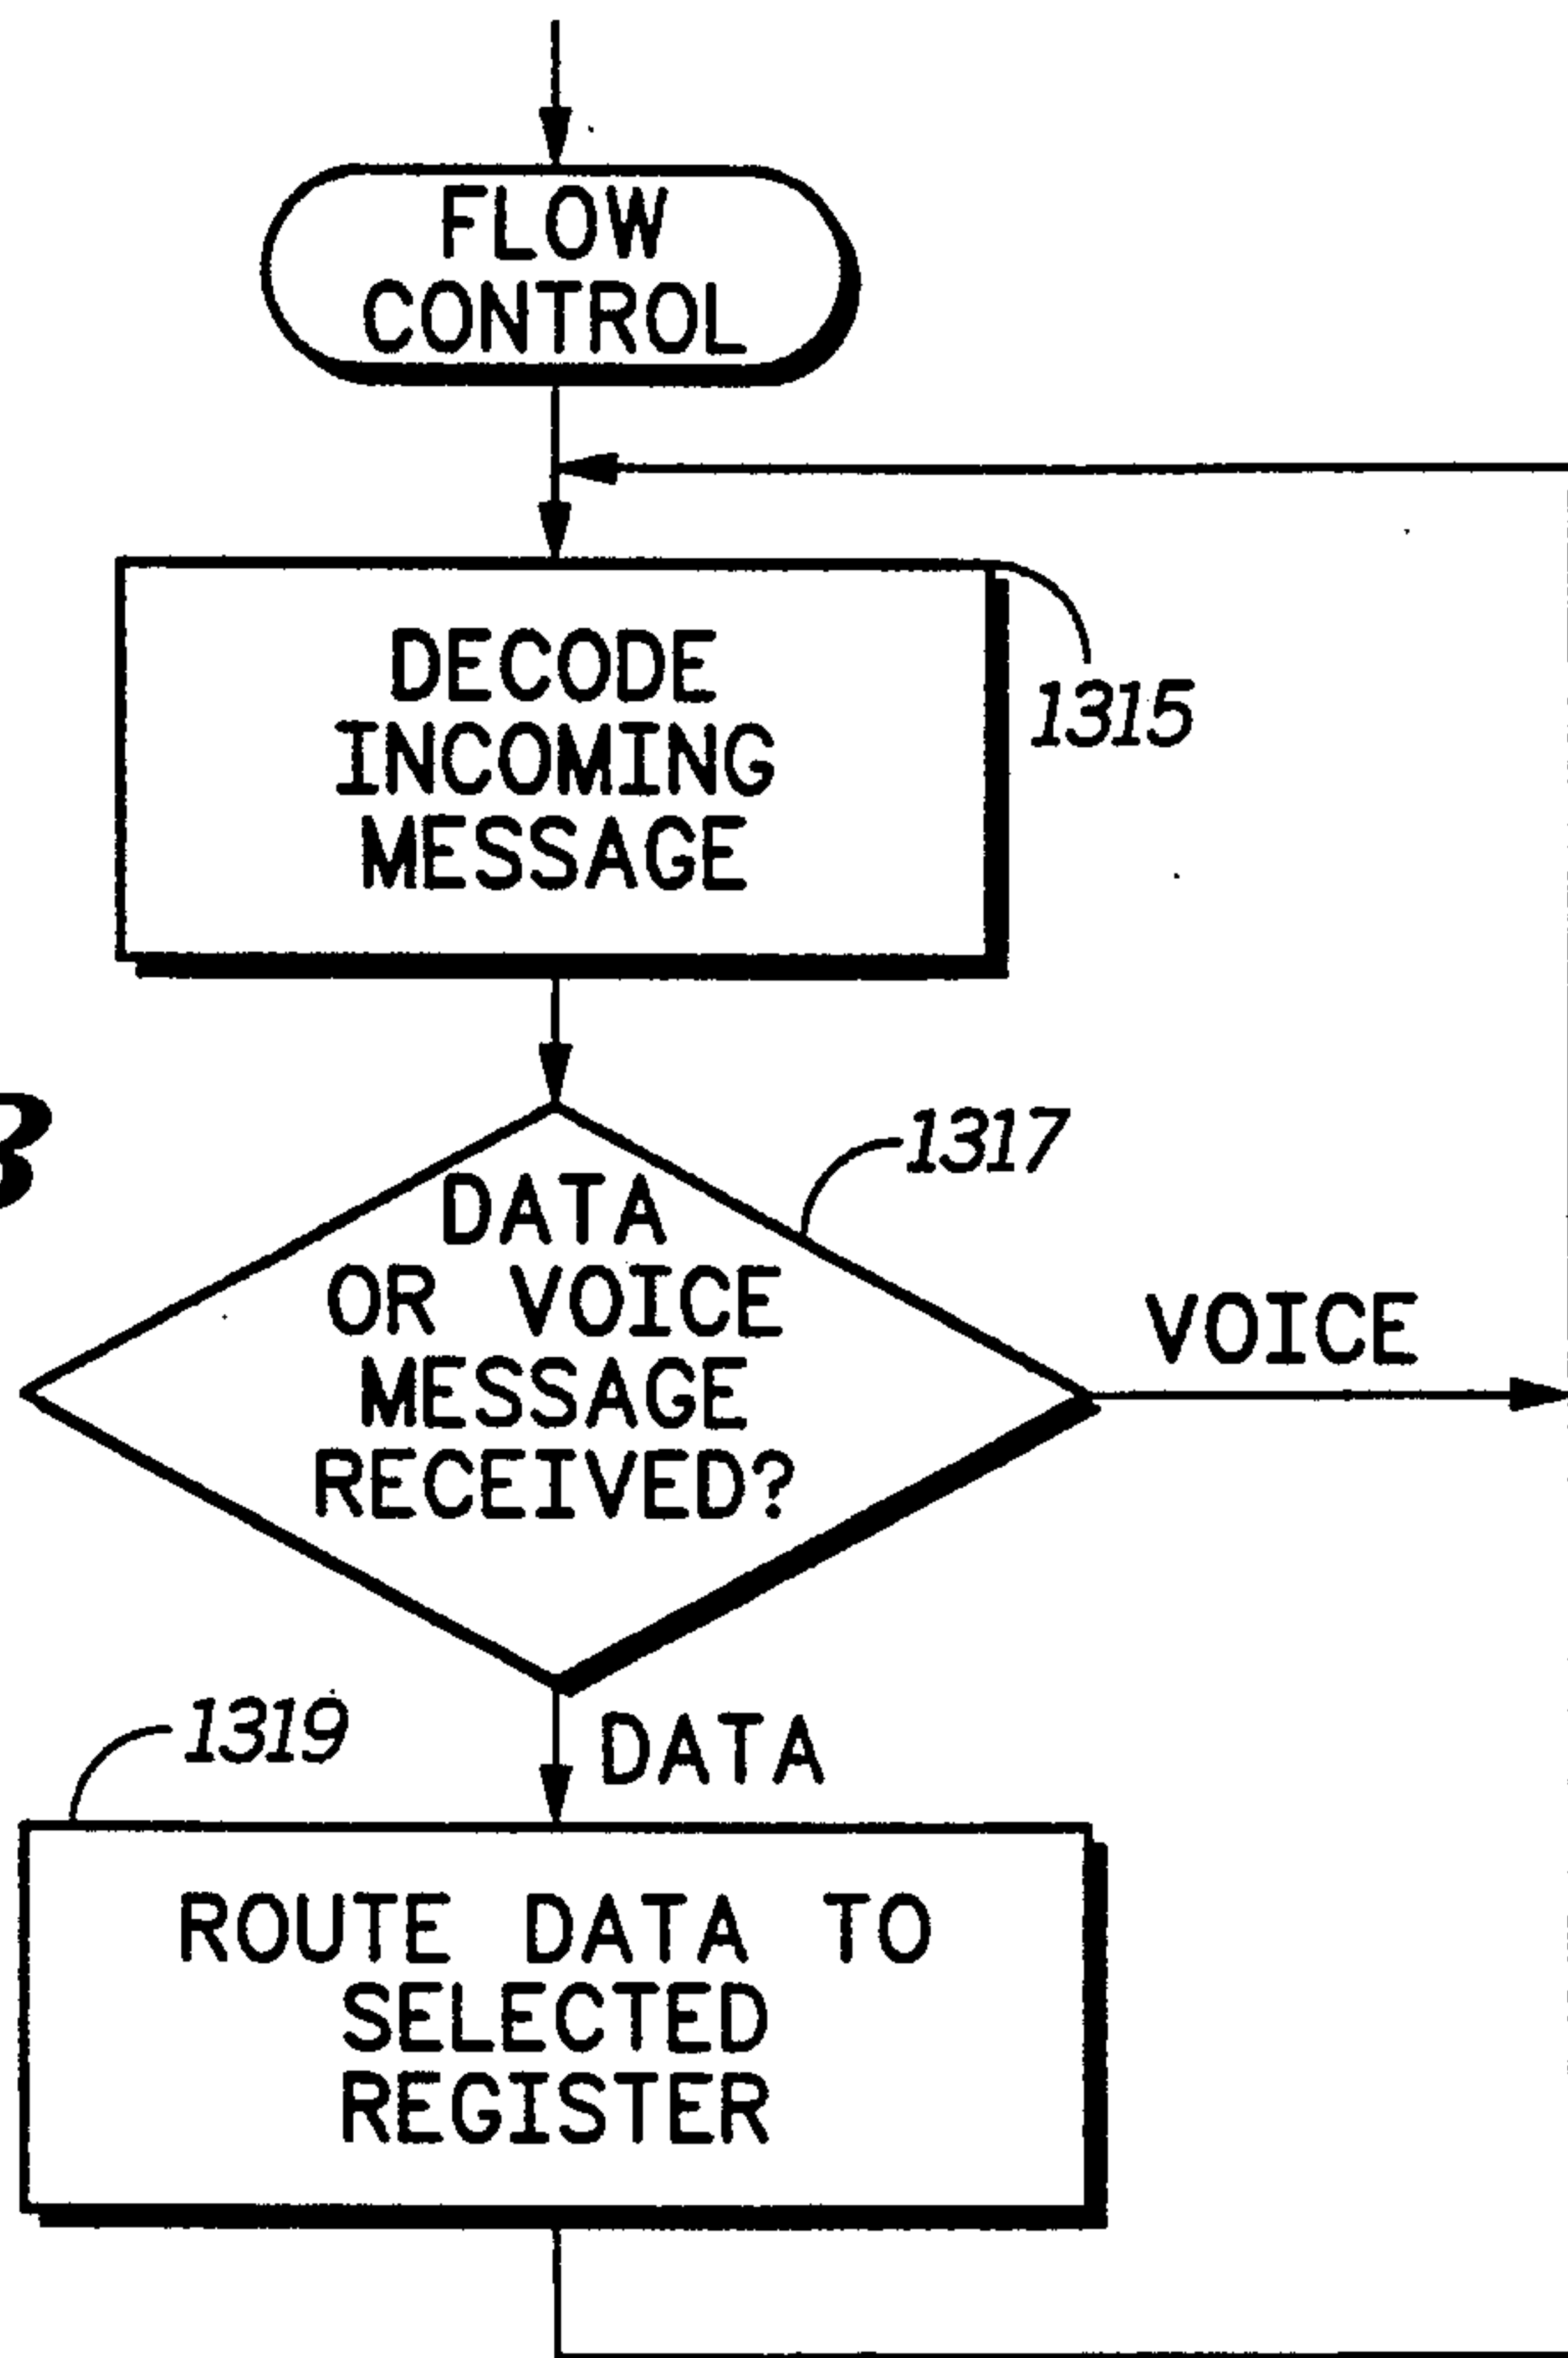 FLOW
CONTROL
DECODE
INCOMING
MESSAGE
1315
1317
DATA
OR VOICE
MESSAGE
RECEIVED?
VOICE
1319
DATA
ROUTE DATA TO
SELECTED
REGISTER